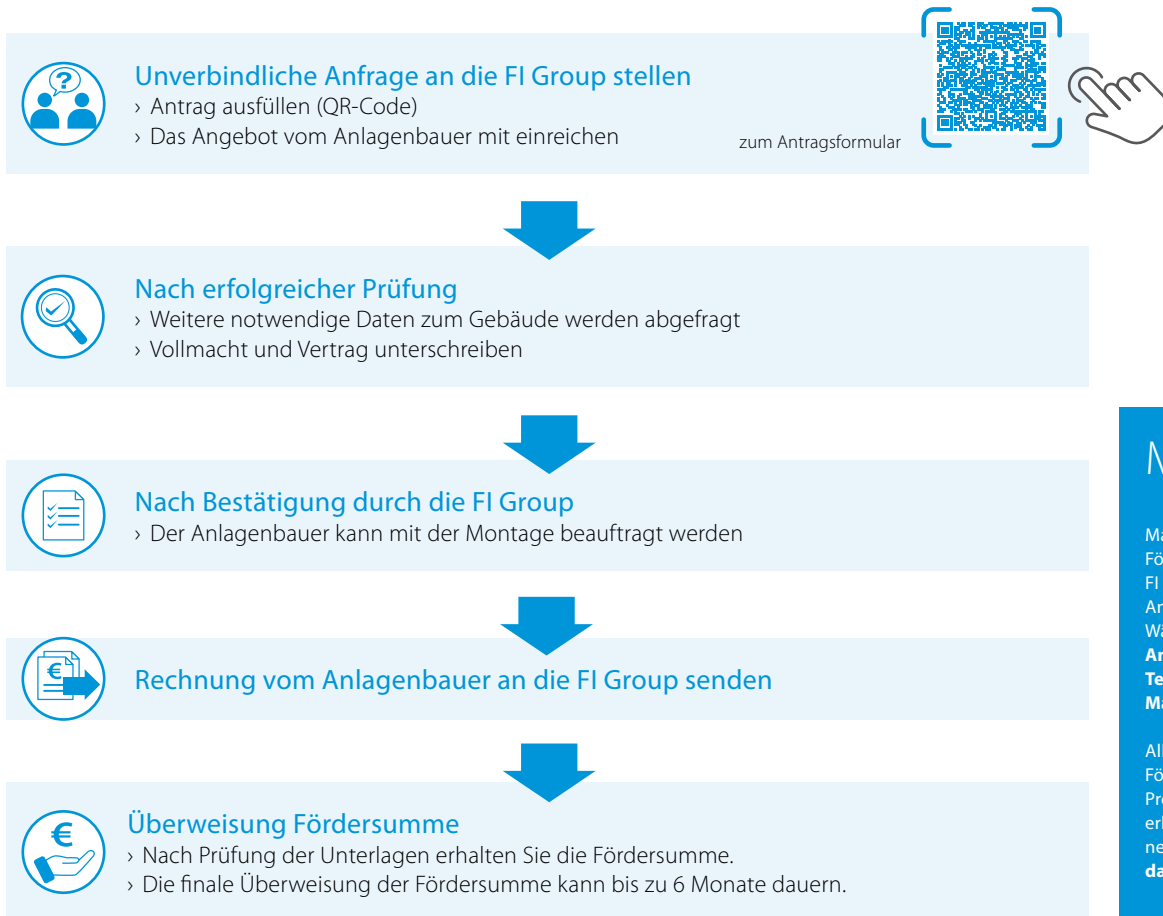 Unverbindliche Anfrage an die FI Group stellen
› Antrag ausfüllen (QR-Code)
› Das Angebot vom Anlagenbauer mit einreichen
zum Antragsformular
Nach erfolgreicher Prüfung
› Weitere notwendige Daten zum Gebäude werden abgefragt
› Vollmacht und Vertrag unterschreiben
Nach Bestätigung durch die FI Group
› Der Anlagenbauer kann mit der Montage beauftragt werden
Rechnung vom Anlagenbauer an die FI Group senden
Überweisung Fördersumme
› Nach Prüfung der Unterlagen erhalten Sie die Fördersumme.
› Die finale Überweisung der Fördersumme kann bis zu 6 Monate dauern.
FI